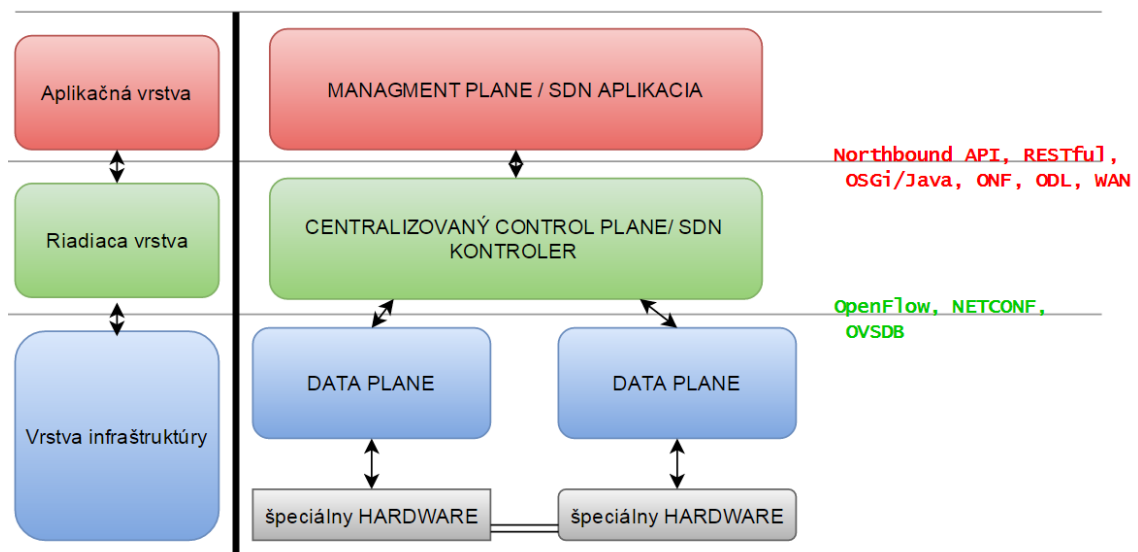 Aplikačná vrstva
MANAGMENT PLANE / SDN APLIKACIA
Northbound API, RESTful,
OSGi/Java, ONF, ODL, WAN
Riadiaca vrstva
CENTRALIZOVANÝ CONTROL PLANE/ SDN
KONTROLER
OpenFlow, NETCONF,
OVSDB
Vrstva infraštruktúry
DATA PLANE
DATA PLANE
špeciálny HARDWARE
špeciálny HARDWARE